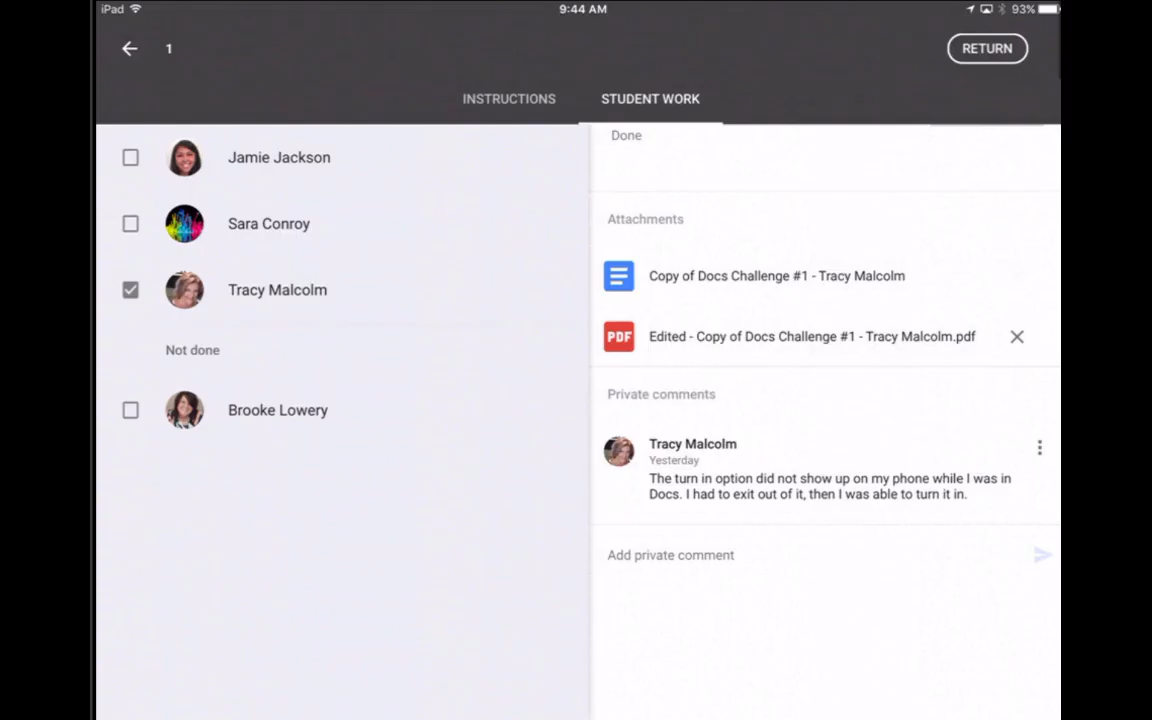 iPad 9:44 AM 93%
1 RETURN
INSTRUCTIONS STUDENT WORK
Jamie Jackson
Sara Conroy
Tracy Malcolm
Not done
Brooke Lowery
Done
Attachments
Copy of Docs Challenge #1 - Tracy Malcolm
PDF Edited - Copy of Docs Challenge #1 - Tracy Malcolm.pdf
Private comments
Tracy Malcolm
Yesterday
The turn in option did not show up on my phone while I was in
Docs. I had to exit out of it, then I was able to turn it in.
Add private comment